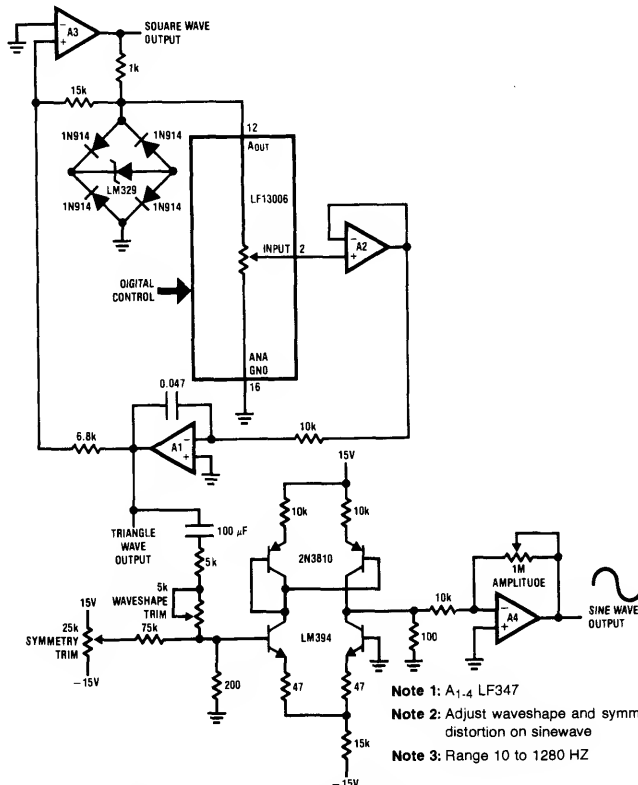 A3
SQUARE WAVE
OUTPUT
1k
15k
1N914
1N914
LM329
1N914
1N914
12
AOUT
LF13006
INPUT
2
A2
DIGITAL
CONTROL
ANA
GND
16
0.047
6.8k
A1
10k
TRIANGLE
WAVE
OUTPUT
100 µF
5k
5k
WAVESHAPE
TRIM
15V
25k
SYMMETRY
TRIM
-15V
75k
200
15V
10k
10k
2N3810
LM394
47
47
15k
-15V
10k
100
1M
AMPLITUDE
A4
SINE WAVE
OUTPUT
Note 1: A1-4 LF347
Note 2: Adjust waveshape and symm
distortion on sinewave
Note 3: Range 10 to 1280 HZ